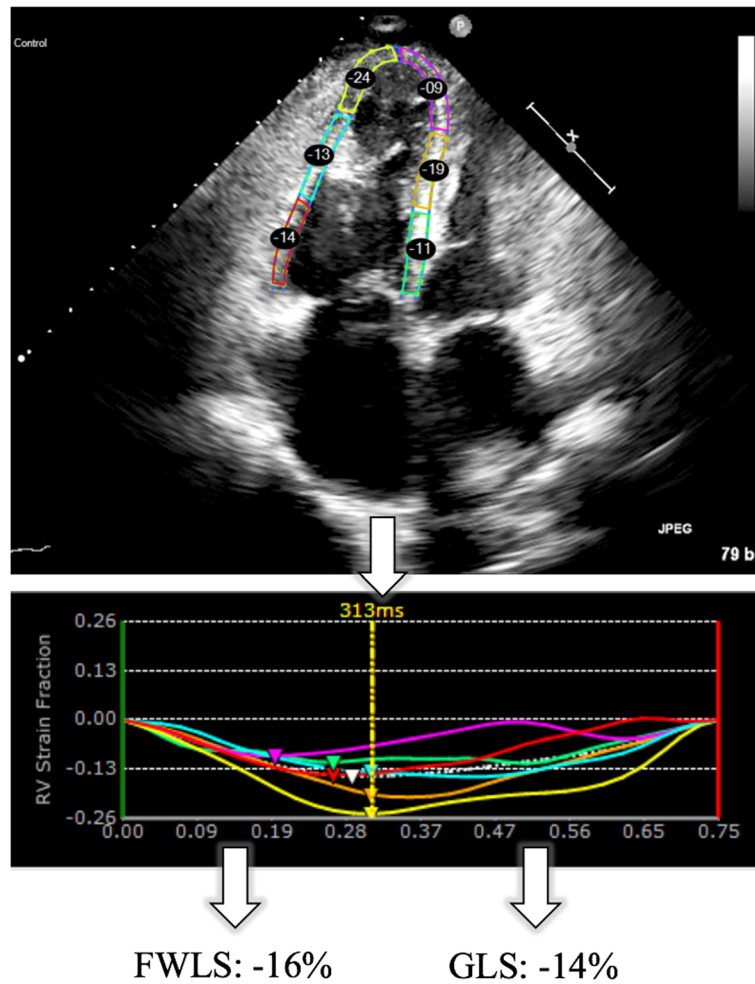 P
Control
-24
-09
-13
-19
-14
-11
JPEG
79 b
313ms
RV Strain Fraction
0.26
0.13
0.00
-0.13
-0.26
0.00 0.09 0.19 0.28 0.37 0.47 0.56 0.65 0.75
FWLS: -16% GLS: -14%